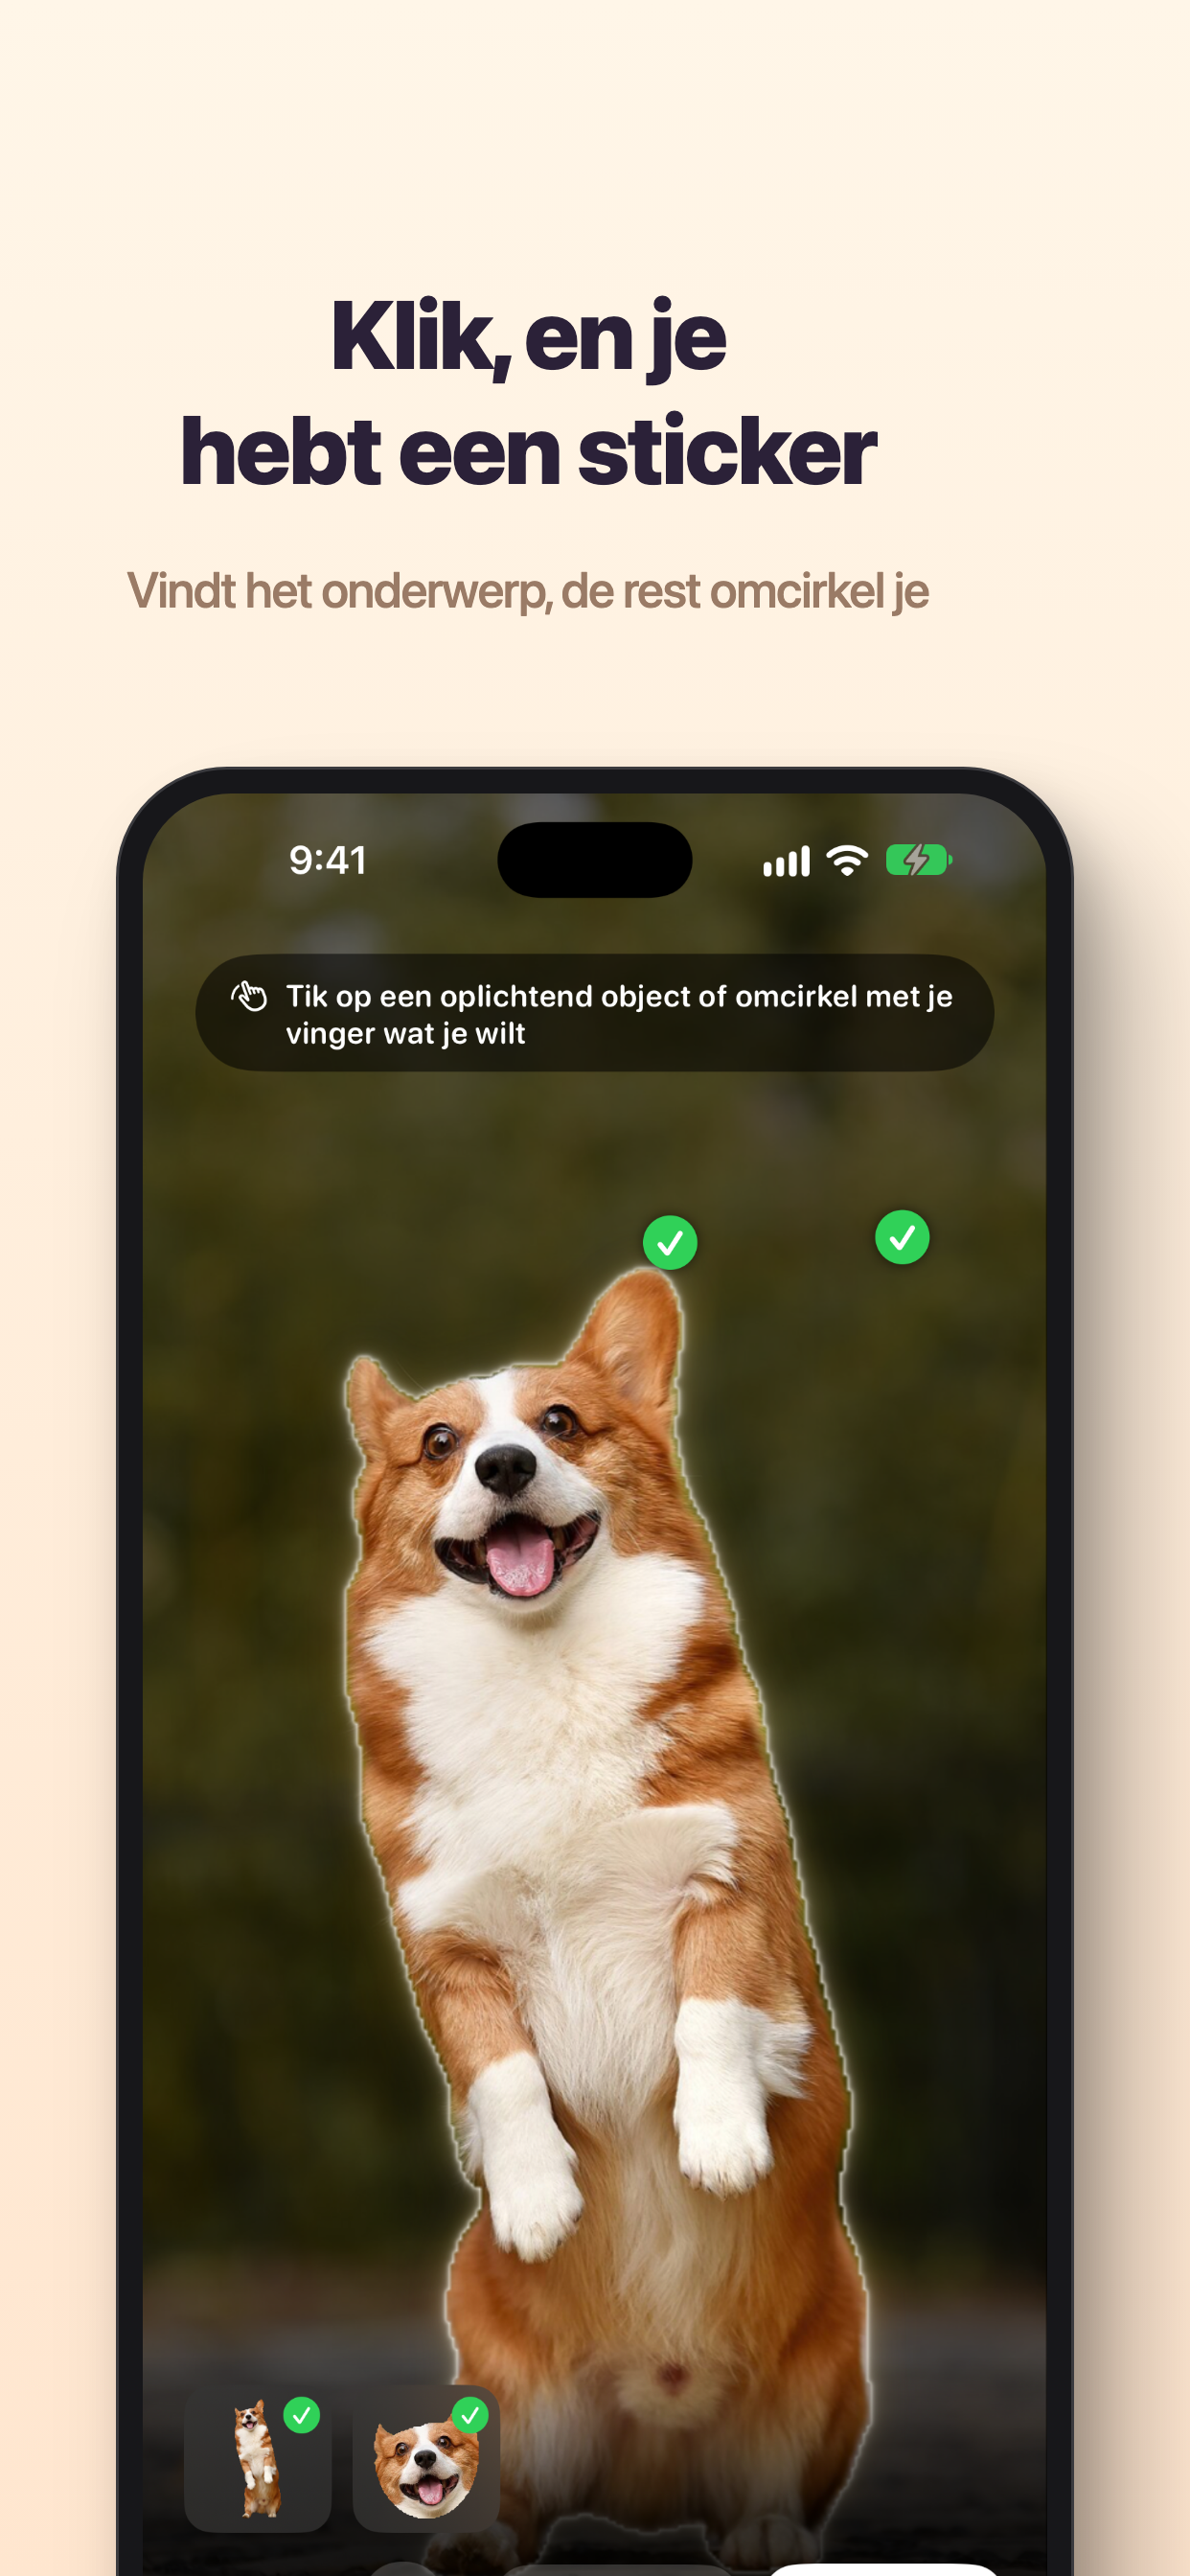 Klik, en je
hebt een sticker
Vindt het onderwerp, de rest omcirkel je
9:41
Tik op een oplichtend object of omcirkel met je
vinger wat je wilt